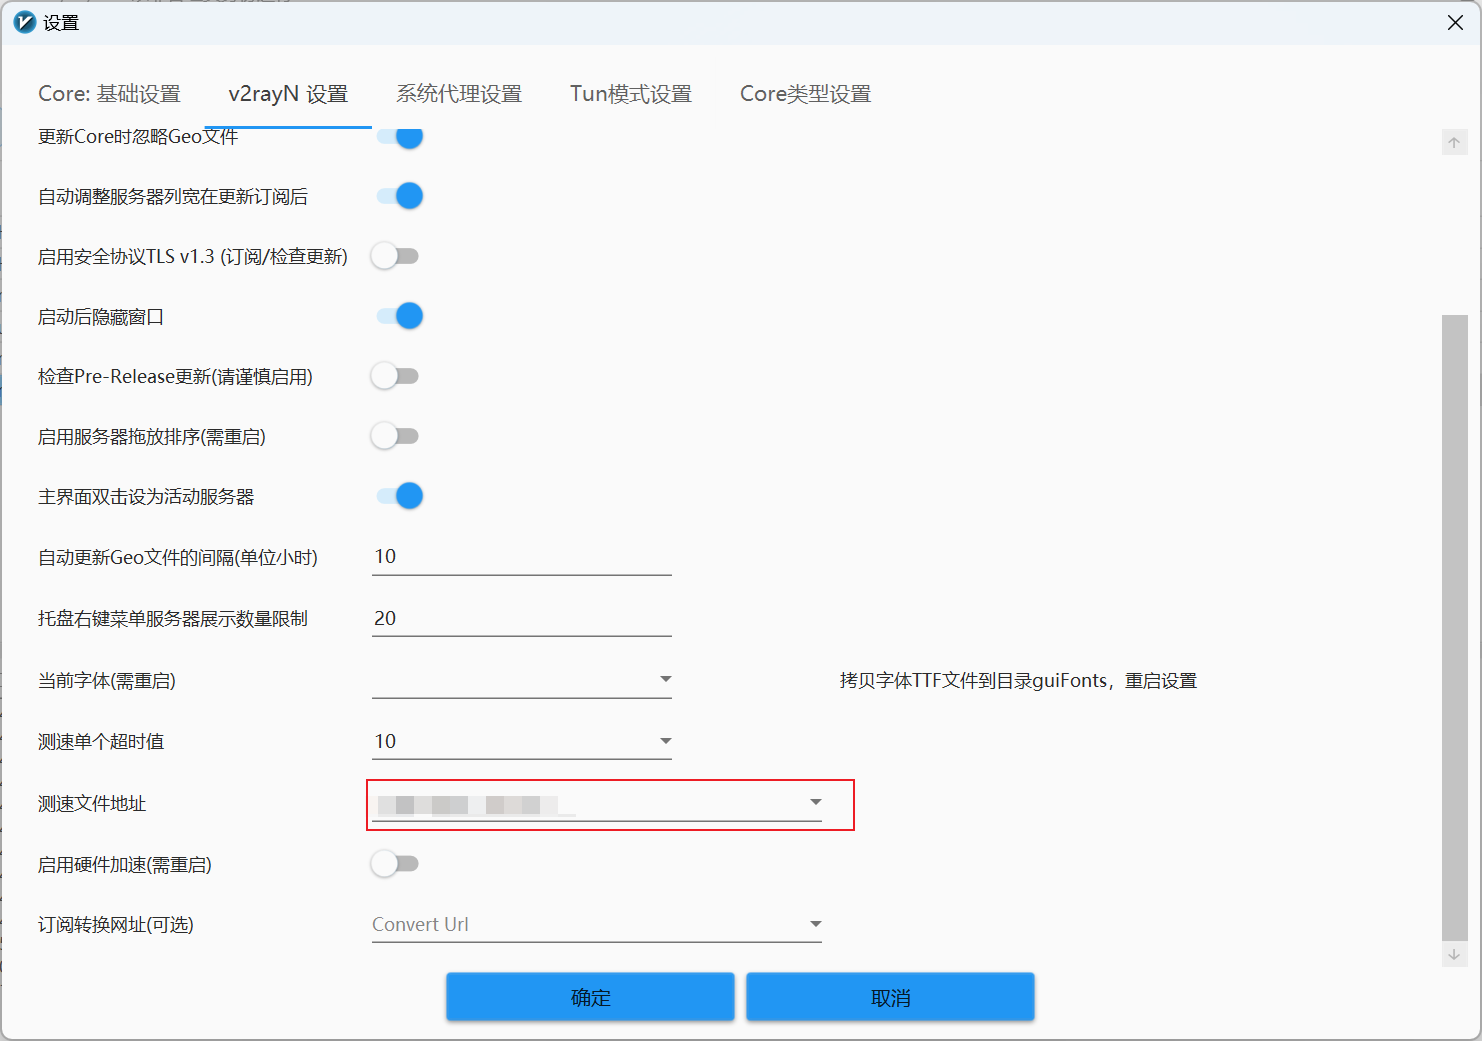 设置
Core: 基础设置
v2rayN 设置
系统代理设置
Tun模式设置
Core类型设置
更新Core时忽略Geo文件
自动调整服务器列宽在更新订阅后
启用安全协议TLS v1.3 (订阅/检查更新)
启动后隐藏窗口
检查Pre-Release更新(请谨慎启用)
启用服务器拖放排序(需重启)
主界面双击设为活动服务器
自动更新Geo文件的间隔(单位小时)
10
托盘右键菜单服务器展示数量限制
20
当前字体(需重启)
拷贝字体TTF文件到目录guiFonts，重启设置
测速单个超时值
10
测速文件地址
启用硬件加速(需重启)
订阅转换网址(可选)
Convert Url
确定
取消